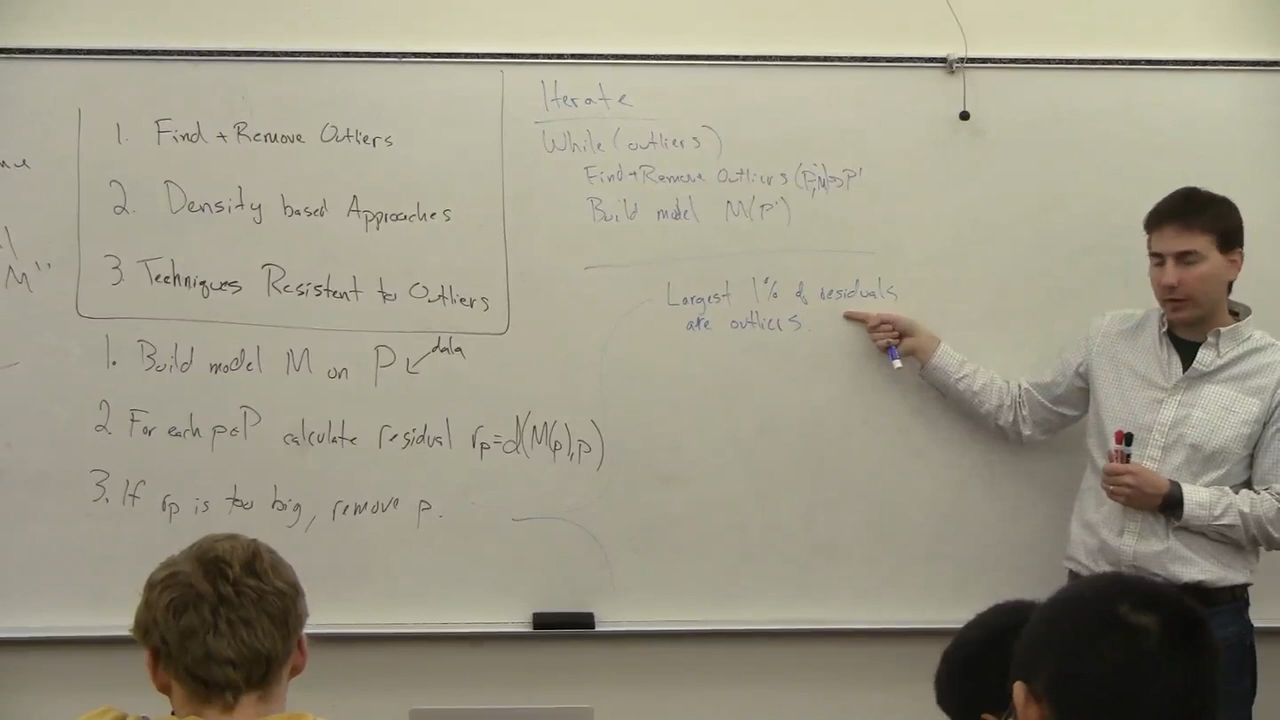 1. Find + Remove Outliers
2. Density based Approaches
3. Techniques Resistent to Outliers
1. Build model M on P
data
2 For each p∈P calculate residual rp=d(M(p),p)
3. If rp is too big, remove p.
M"
Iterate
While (outliers)
Find+Remove Outliers (P,M)→P'
Build model M(P')
Largest 1% of residuals
are outliers.